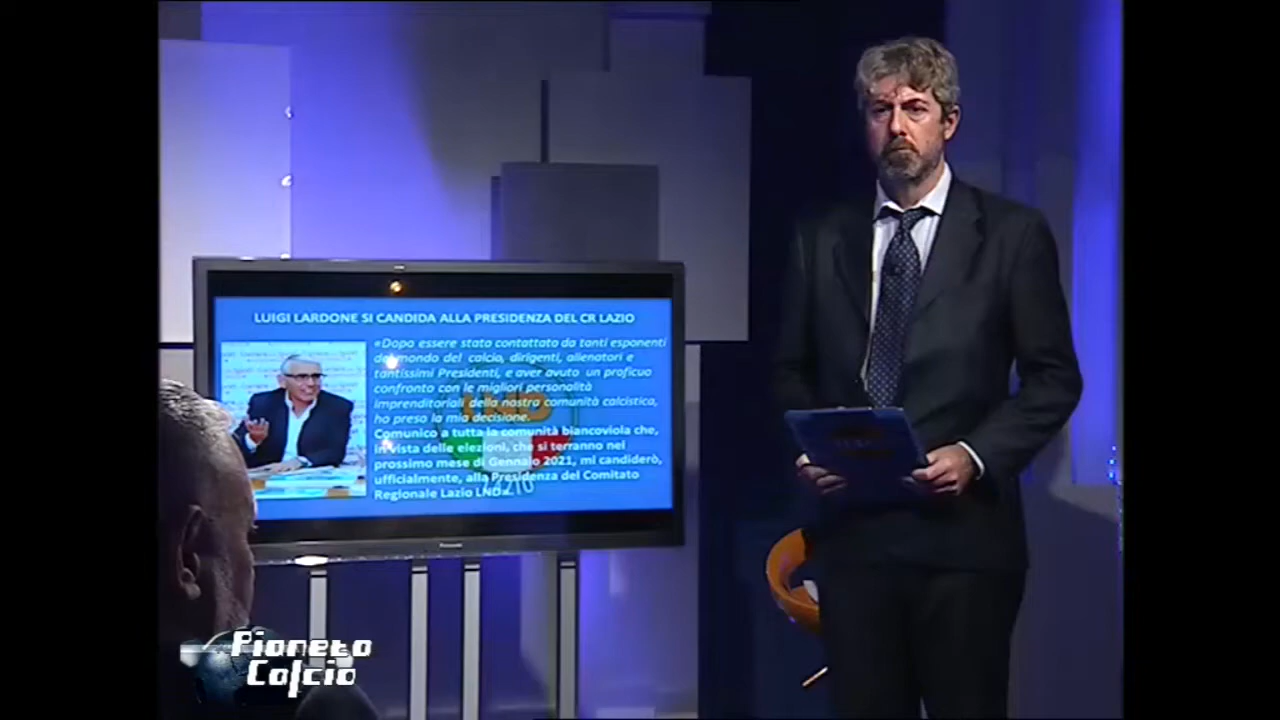 LUIGI LARDONE SI CANDIDA ALLA PRESIDENZA DEL CR LAZIO
«Dopo essere stato contattato da tanti esponenti
del mondo del calcio, dirigenti, allenatori e
tantissimi Presidenti, e aver avuto un proficuo
confronto con le migliori personalità
imprenditoriali della nostra comunità calcistica,
ho preso la mia decisione.
Comunico a tutta la comunità biancoviola che,
in vista delle elezioni, che si terranno nel
prossimo mese di Gennaio 2021, mi candiderò,
ufficialmente, alla Presidenza del Comitato
Regionale Lazio LND»
LND
LAZIO
Panasonic
Pianeta
Calcio